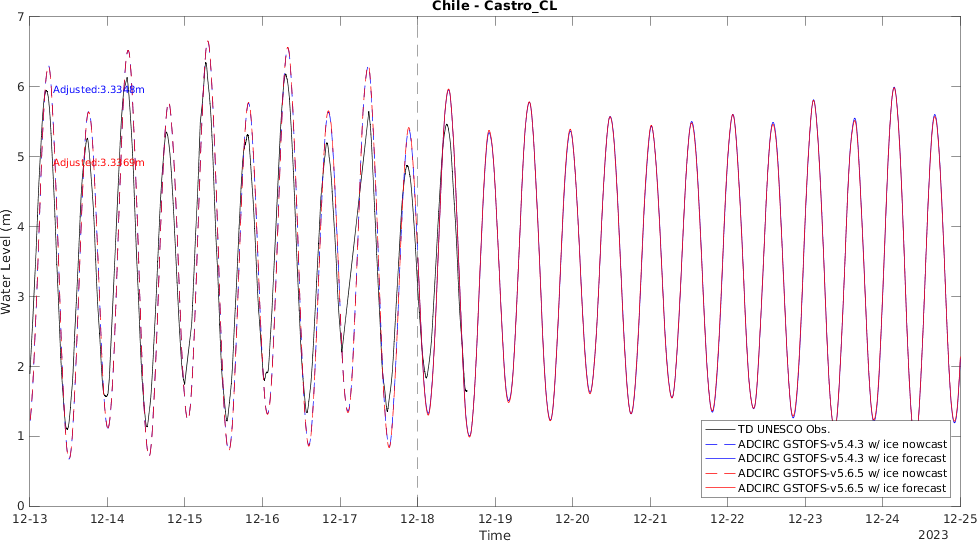 Chile - Castro_CL
7
6
5
4
3
2
1
0
Water Level (m)
Adjusted:3.3348m
Adjusted:3.3369m
TD UNESCO Obs.
ADCIRC GSTOFS-v5.4.3 w/ ice nowcast
ADCIRC GSTOFS-v5.4.3 w/ ice forecast
ADCIRC GSTOFS-v5.6.5 w/ ice nowcast
ADCIRC GSTOFS-v5.6.5 w/ ice forecast
12-13 12-14 12-15 12-16 12-17 12-18 12-19 12-20 12-21 12-22 12-23 12-24 12-25
Time
2023